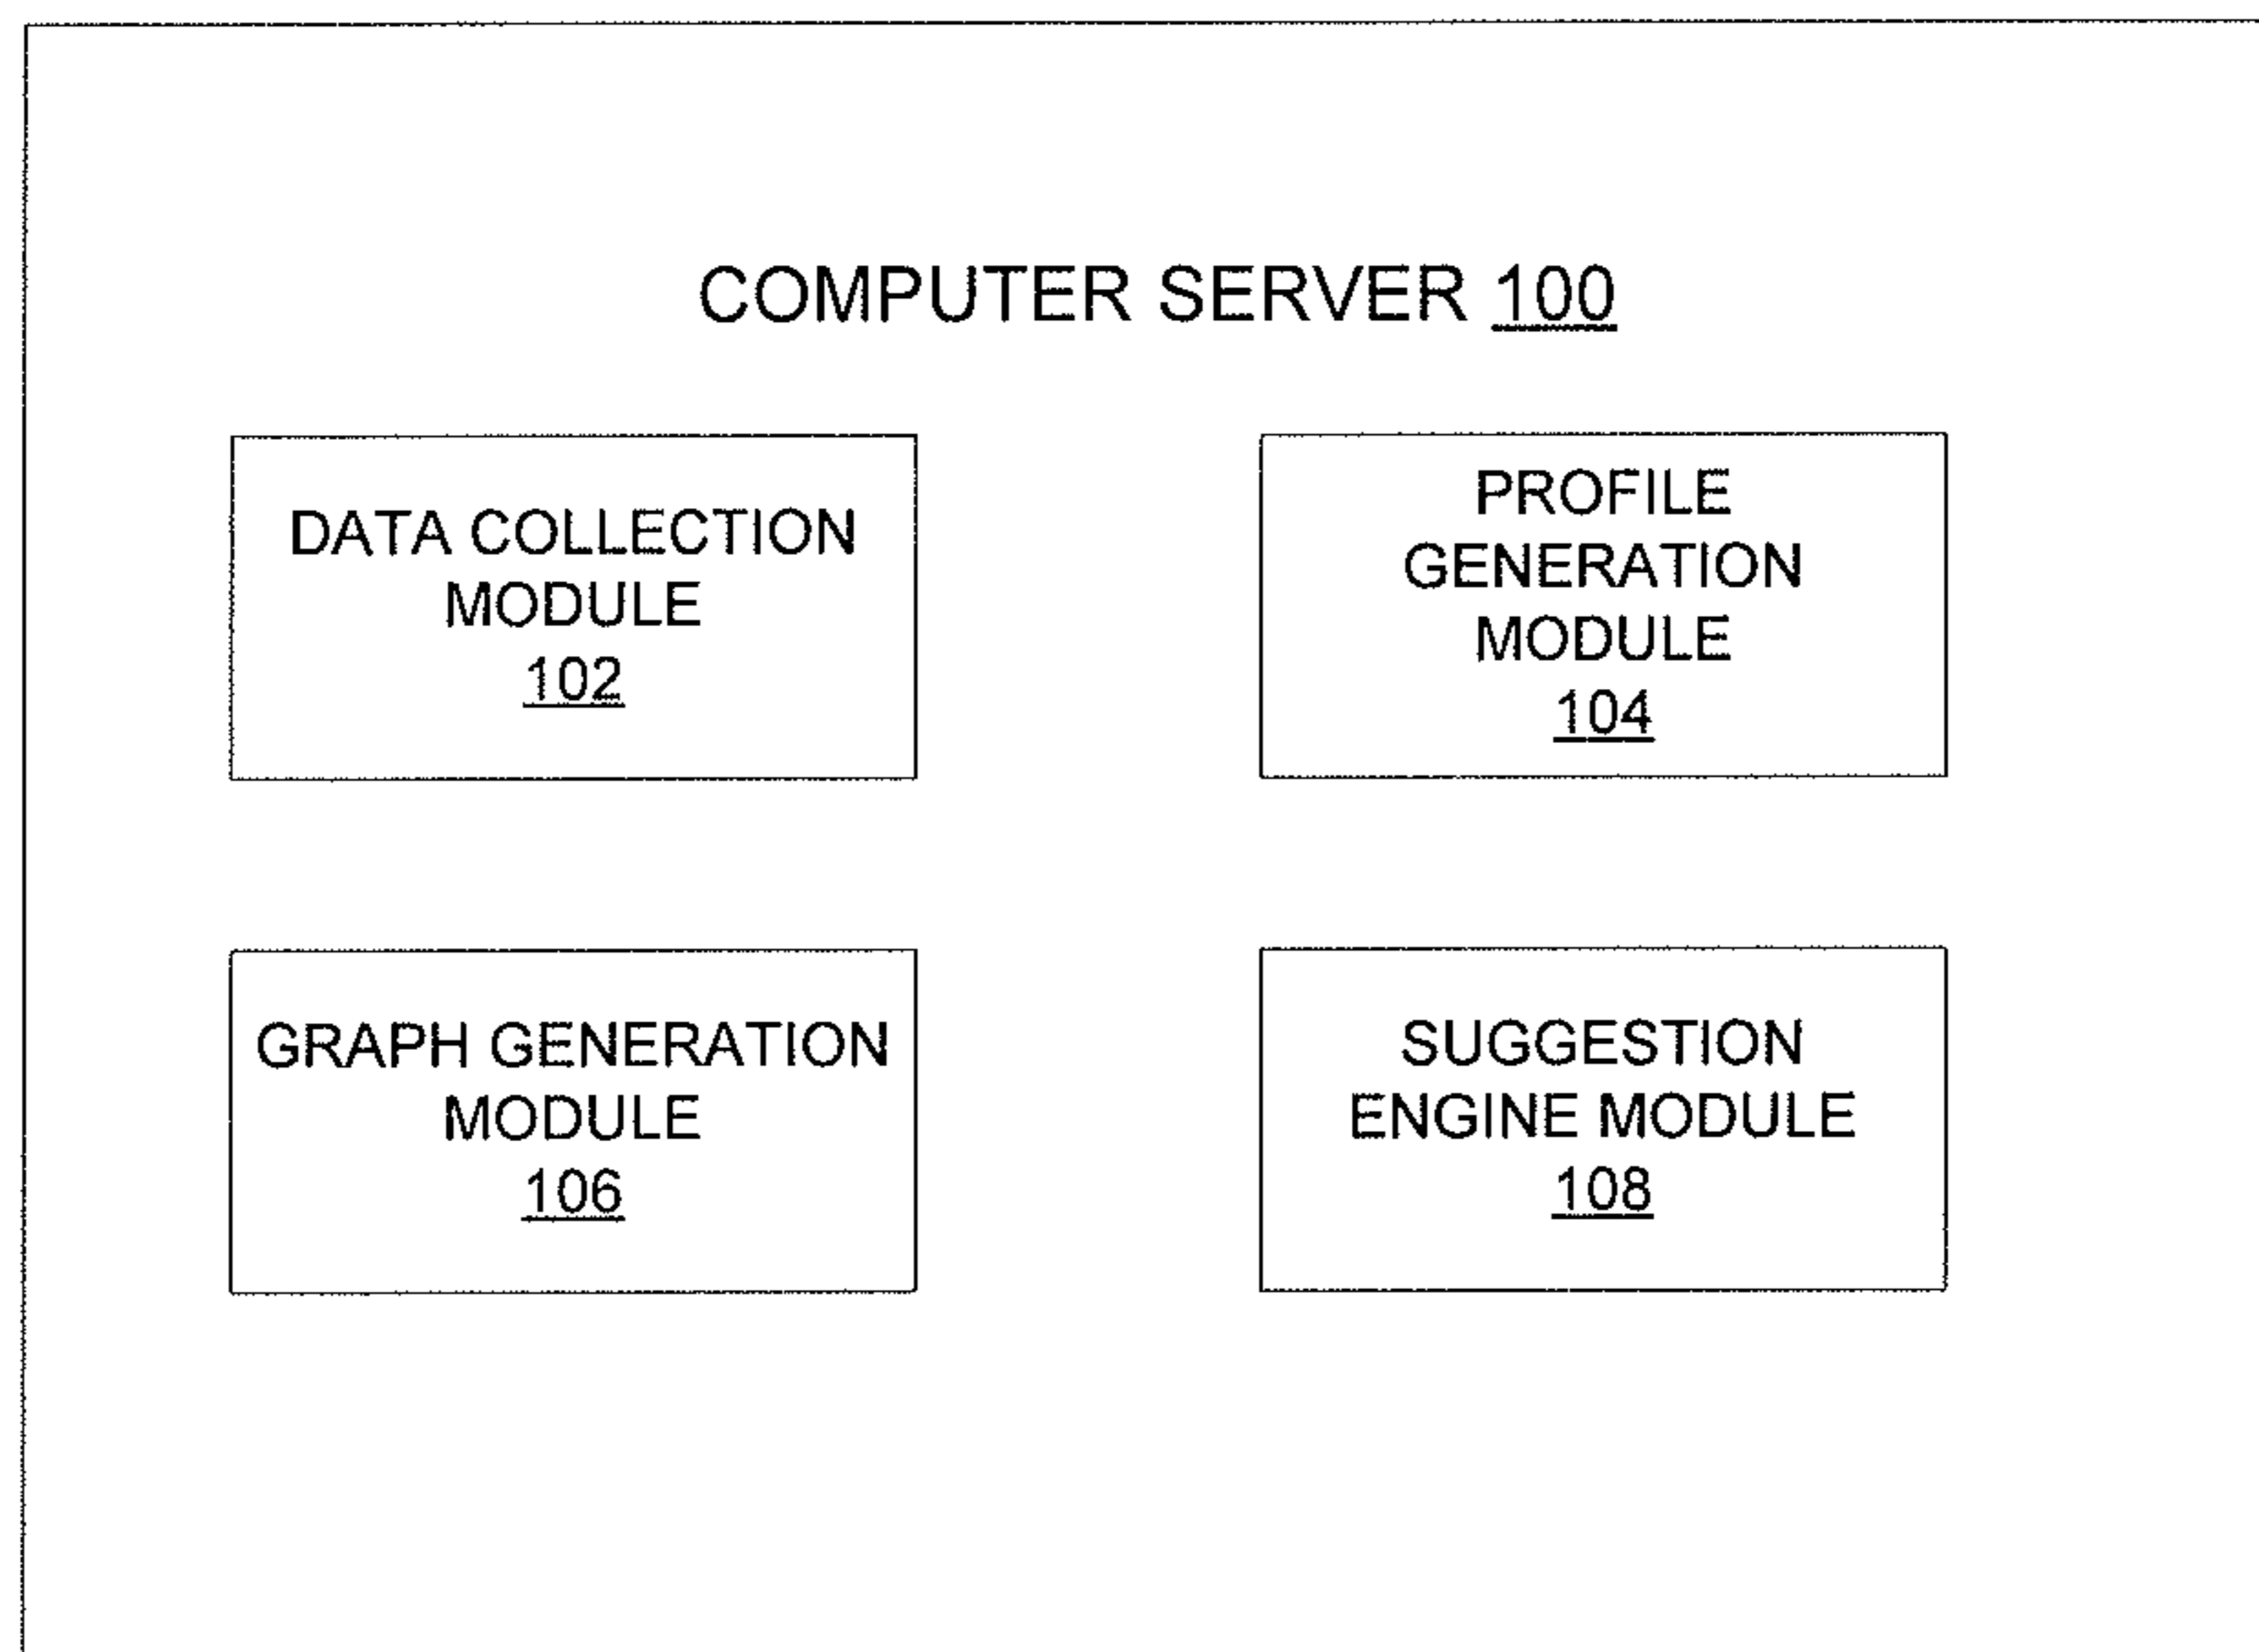 COMPUTER SERVER 100
DATA COLLECTION
MODULE
102
PROFILE
GENERATION
MODULE
104
GRAPH GENERATION
MODULE
106
SUGGESTION
ENGINE MODULE
108